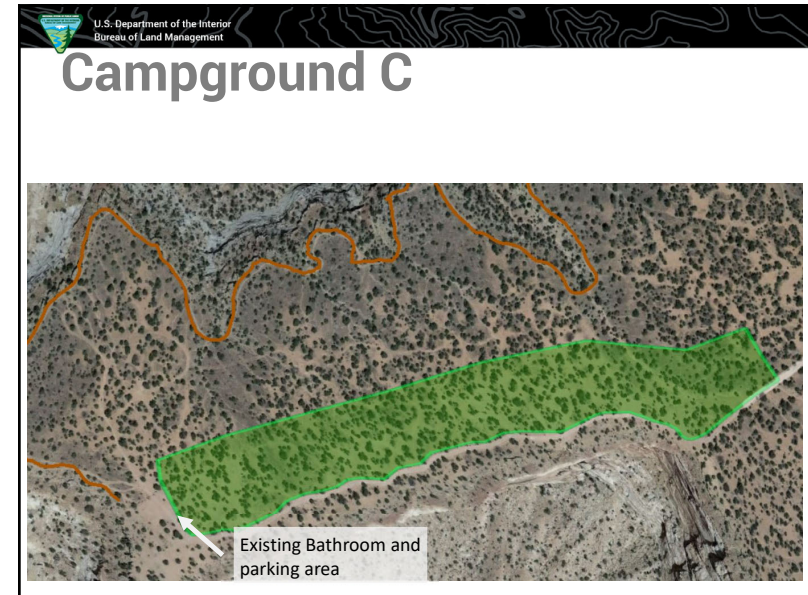 U.S. Department of the Interior
Bureau of Land Management
Campground C
Existing Bathroom and
parking area